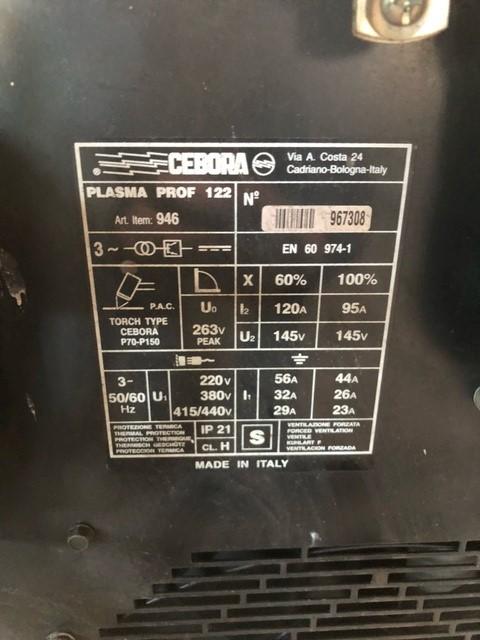 ® CEBORA
Via A. Costa 24
Cadriano-Bologna-Italy
PLASMA PROF 122
Art. Item: 946
Nº
967308
3 ~
EN 60 974-1
P.A.C.
TORCH TYPE
CEBORA
P70-P150
U0
263V
PEAK
X 60% 100%
I2 120A 95A
U2 145V 145V
3~
50/60
Hz
U1
220V
380V
415/440V
I1
56A 44A
32A 26A
29A 23A
PROTEZIONE TERMICA
THERMAL PROTECTION
PROTECTION THERMIQUE
THERMISCH GESCHÜTZ
PROTECCION TERMICA
IP 21
CL. H
S
VENTILAZIONE FORZATA
FORCED VENTILATION
VENTILE
KUHLART F
VENTILACION FORZADA
MADE IN ITALY